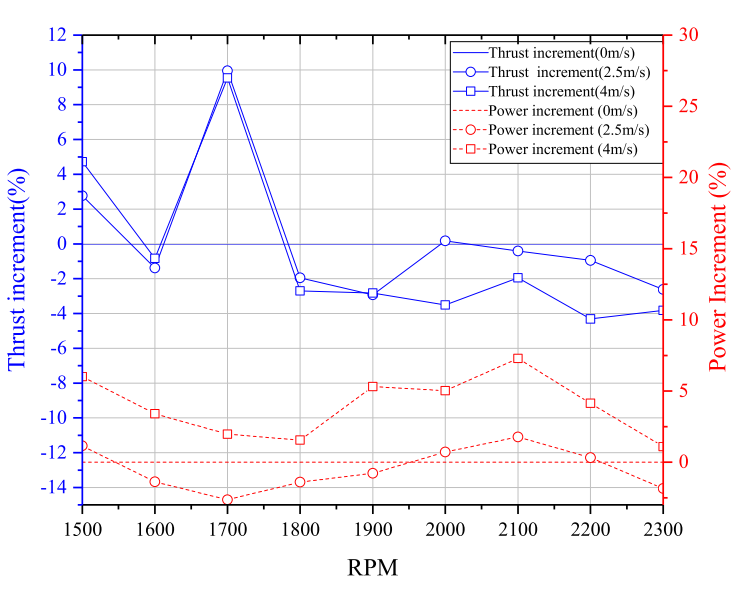 12
10
8
6
4
2
0
-2
-4
-6
-8
-10
-12
-14
Thrust increment(%)
30
25
20
15
10
5
0
Power Increment (%)
Thrust increment(0m/s)
Thrust increment(2.5m/s)
Thrust increment(4m/s)
Power increment (0m/s)
Power increment (2.5m/s)
Power increment (4m/s)
1500 1600 1700 1800 1900 2000 2100 2200 2300
RPM